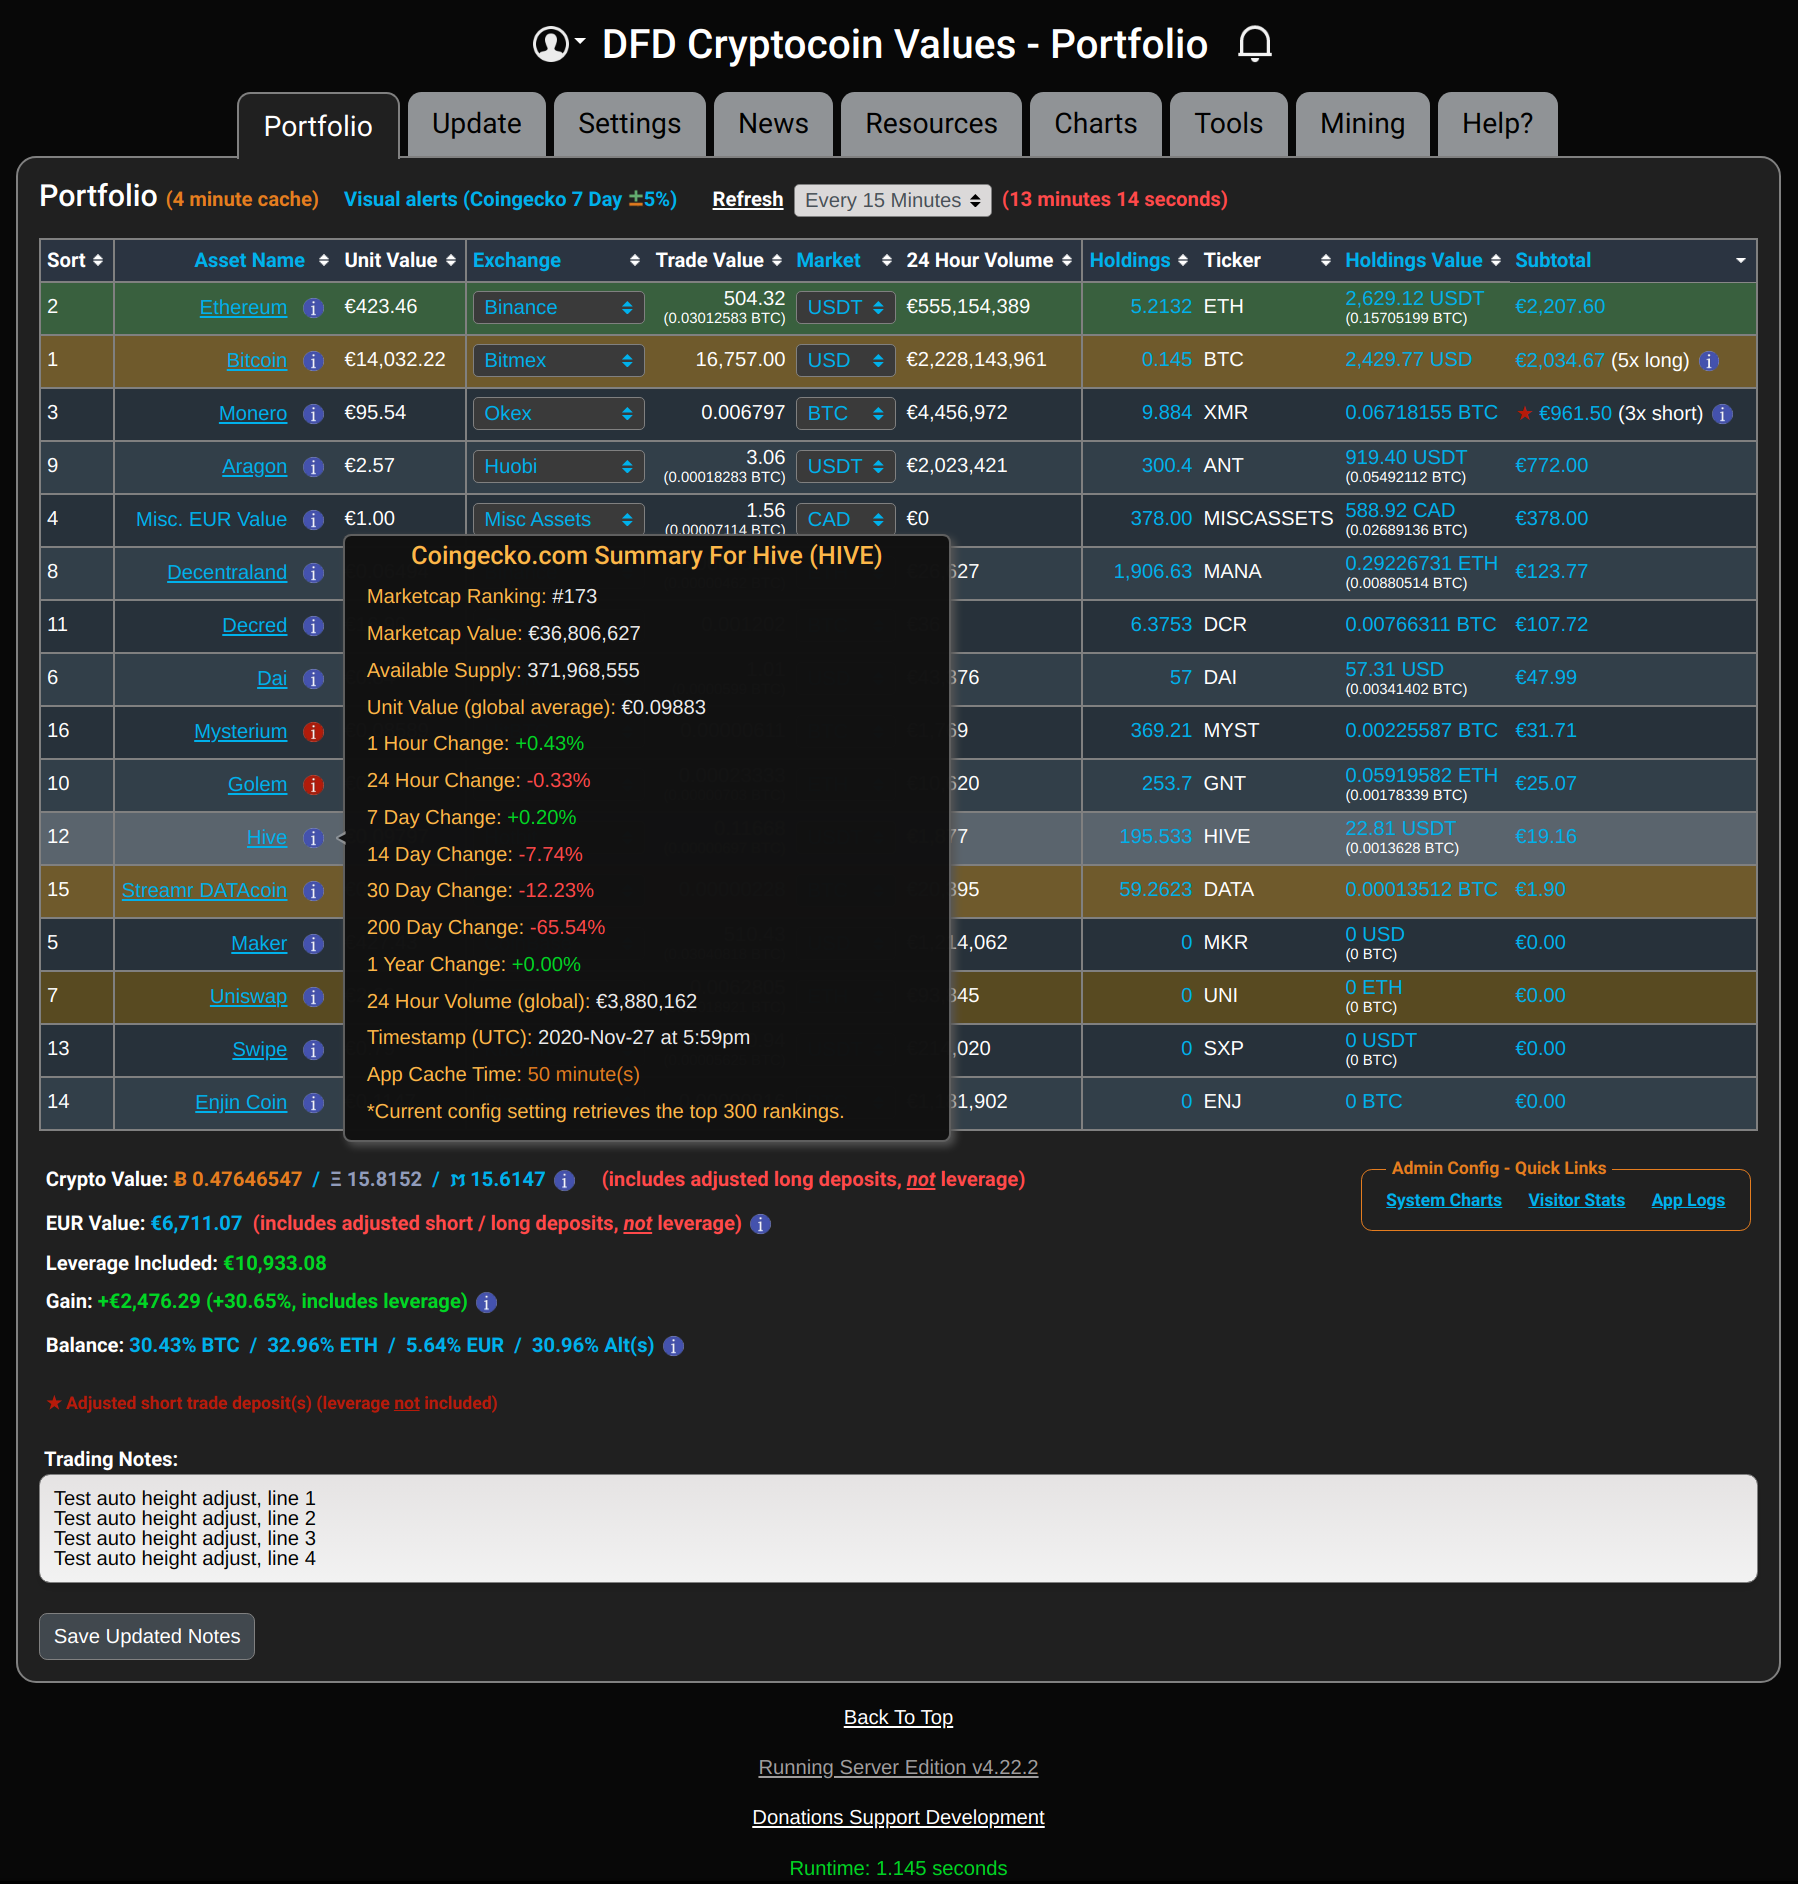 DFD Cryptocoin Values - Portfolio
Portfolio Update Settings News Resources Charts Tools Mining Help?
Portfolio (4 minute cache) Visual alerts (Coingecko 7 Day ±5%) Refresh Every 15 Minutes (13 minutes 14 seconds)
Sort Asset Name Unit Value Exchange Trade Value Market 24 Hour Volume Holdings Ticker Holdings Value Subtotal
2 Ethereum i €423.46 Binance 504.32 (0.03012583 BTC) USDT €555,154,389 5.2132 ETH 2,629.12 USDT (0.15705199 BTC) €2,207.60
1 Bitcoin i €14,032.22 Bitmex 16,757.00 USD €2,228,143,961 0.145 BTC 2,429.77 USD €2,034.67 (5x long) i
3 Monero i €95.54 Okex 0.006797 BTC €4,456,972 9.884 XMR 0.06718155 BTC ★ €961.50 (3x short) i
9 Aragon i €2.57 Huobi 3.06 (0.00018283 BTC) USDT €2,023,421 300.4 ANT 919.40 USDT (0.05492112 BTC) €772.00
4 Misc. EUR Value i €1.00 Misc Assets 1.56 (0.00007114 BTC) CAD €0 378.00 MISCASSETS 588.92 CAD (0.02689136 BTC) €378.00
8 Decentraland i 1,906.63 MANA 0.29226731 ETH (0.00880514 BTC) €123.77
11 Decred i 6.3753 DCR 0.00766311 BTC €107.72
6 Dai i 57 DAI 57.31 USD (0.00341402 BTC) €47.99
16 Mysterium i 369.21 MYST 0.00225587 BTC €31.71
10 Golem i 253.7 GNT 0.05919582 ETH (0.00178339 BTC) €25.07
12 Hive i 195.533 HIVE 22.81 USDT (0.0013628 BTC) €19.16
15 Streamr DATAcoin i 59.2623 DATA 0.00013512 BTC €1.90
5 Maker i 0 MKR 0 USD (0 BTC) €0.00
7 Uniswap i 0 UNI 0 ETH (0 BTC) €0.00
13 Swipe i 0 SXP 0 USDT (0 BTC) €0.00
14 Enjin Coin i 0 ENJ 0 BTC €0.00
Coingecko.com Summary For Hive (HIVE)
Marketcap Ranking: #173
Marketcap Value: €36,806,627
Available Supply: 371,968,555
Unit Value (global average): €0.09883
1 Hour Change: +0.43%
24 Hour Change: -0.33%
7 Day Change: +0.20%
14 Day Change: -7.74%
30 Day Change: -12.23%
200 Day Change: -65.54%
1 Year Change: +0.00%
24 Hour Volume (global): €3,880,162
Timestamp (UTC): 2020-Nov-27 at 5:59pm
App Cache Time: 50 minute(s)
*Current config setting retrieves the top 300 rankings.
Crypto Value: Ƀ 0.47646547 / Ξ 15.8152 / ɱ 15.6147 i (includes adjusted long deposits, not leverage)
EUR Value: €6,711.07 (includes adjusted short / long deposits, not leverage) i
Leverage Included: €10,933.08
Gain: +€2,476.29 (+30.65%, includes leverage) i
Balance: 30.43% BTC / 32.96% ETH / 5.64% EUR / 30.96% Alt(s) i
Admin Config - Quick Links
System Charts Visitor Stats App Logs
★ Adjusted short trade deposit(s) (leverage not included)
Trading Notes:
Test auto height adjust, line 1
Test auto height adjust, line 2
Test auto height adjust, line 3
Test auto height adjust, line 4
Save Updated Notes
Back To Top
Running Server Edition v4.22.2
Donations Support Development
Runtime: 1.145 seconds